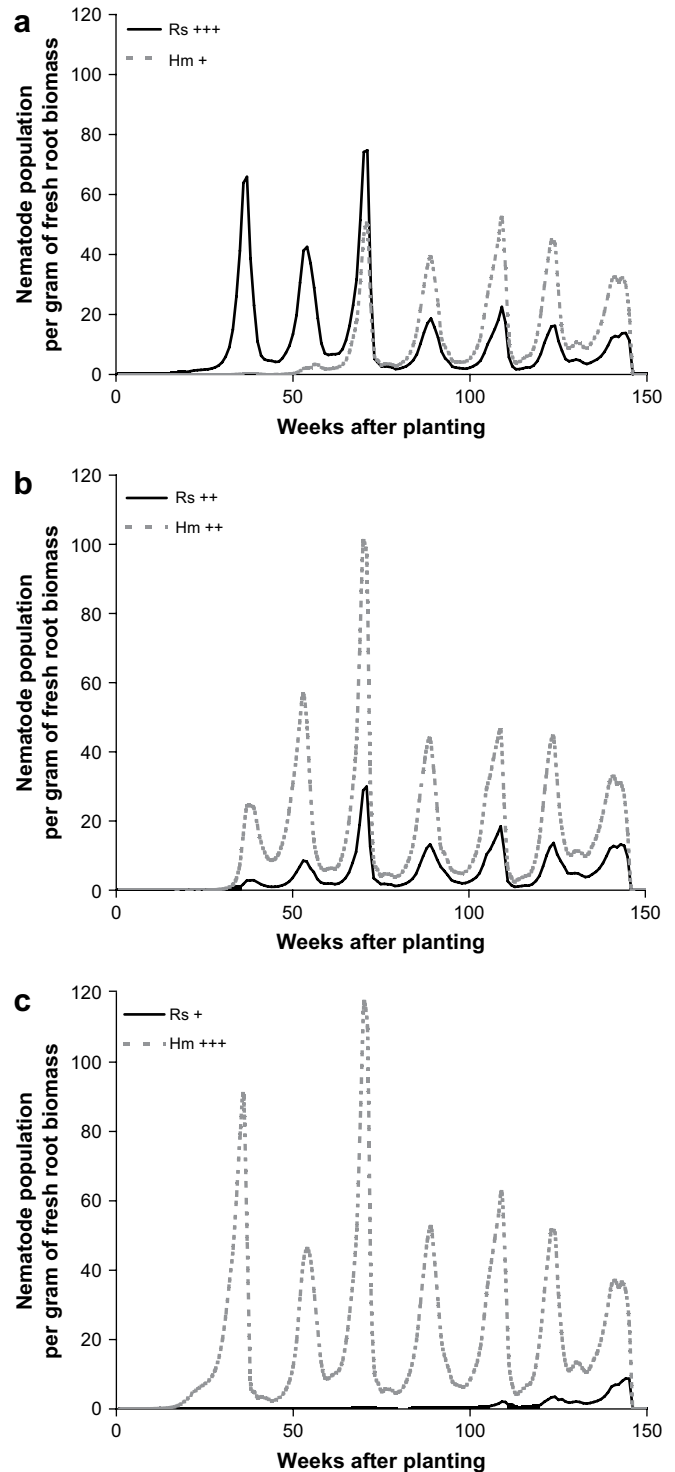 a
Nematode population
per gram of fresh root biomass
120
100
80
60
40
20
0
Rs +++
Hm +
0
50
100
150
Weeks after planting
b
Nematode population
per gram of fresh root biomass
120
100
80
60
40
20
0
Rs ++
Hm ++
0
50
100
150
Weeks after planting
c
Nematode population
per gram of fresh root biomass
120
100
80
60
40
20
0
Rs +
Hm +++
0
50
100
150
Weeks after planting